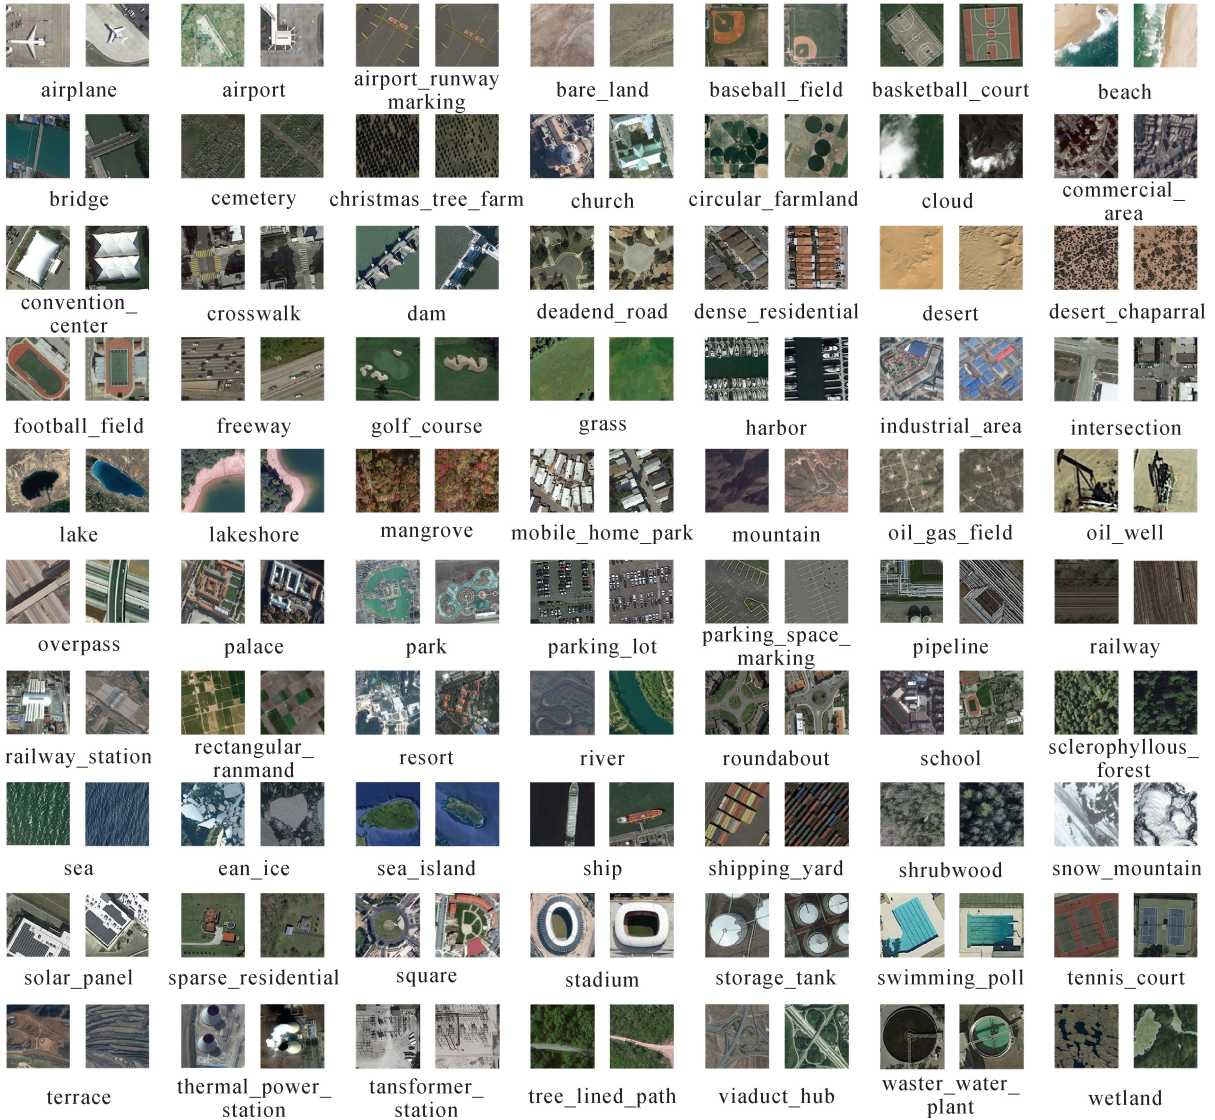 airplane
airport
airport_runway
marking
bare_land
baseball_field
basketball_court
beach
bridge
cemetery
christmas_tree_farm
church
circular_farmland
cloud
commercial_
area
convention_
center
crosswalk
dam
deadend_road
dense_residential
desert
desert_chaparral
football_field
freeway
golf_course
grass
harbor
industrial_area
intersection
lake
lakeshore
mangrove
mobile_home_park
mountain
oil_gas_field
oil_well
overpass
palace
park
parking_lot
parking_space_
marking
pipeline
railway
railway_station
rectangular_
ranmand
resort
river
roundabout
school
sclerophyllous_
forest
sea
ean_ice
sea_island
ship
shipping_yard
shrubwood
snow_mountain
solar_panel
sparse_residential
square
stadium
storage_tank
swimming_poll
tennis_court
terrace
thermal_power_
station
tansformer_
station
tree_lined_path
viaduct_hub
waster_water_
plant
wetland